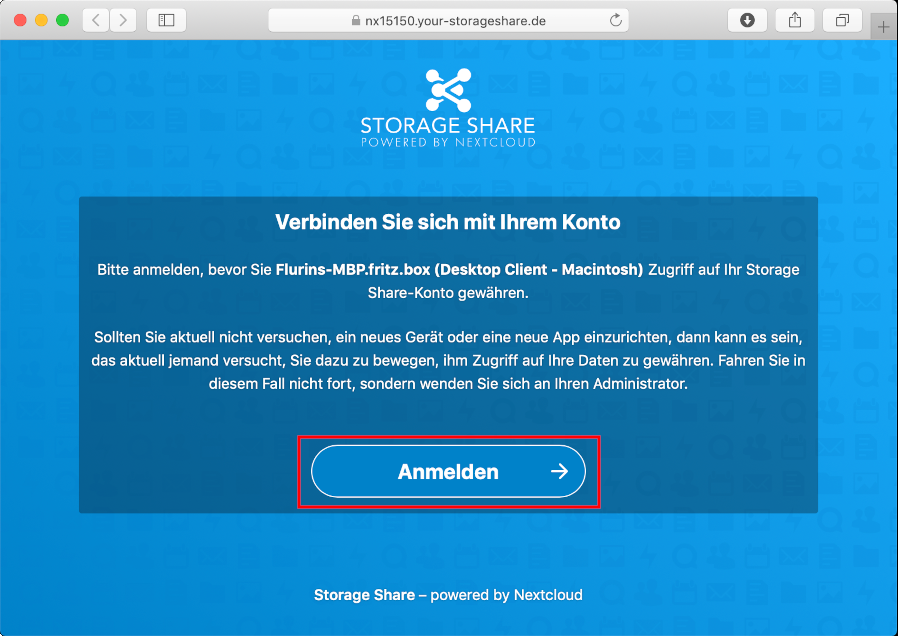 nx15150.your-storageshare.de
STORAGE SHARE
POWERED BY NEXTCLOUD
Verbinden Sie sich mit Ihrem Konto
Bitte anmelden, bevor Sie Flurins-MBP.fritz.box (Desktop Client - Macintosh) Zugriff auf Ihr Storage
Share-Konto gewähren.
Sollten Sie aktuell nicht versuchen, ein neues Gerät oder eine neue App einzurichten, dann kann es sein,
das aktuell jemand versucht, Sie dazu zu bewegen, ihm Zugriff auf Ihre Daten zu gewähren. Fahren Sie in
diesem Fall nicht fort, sondern wenden Sie sich an Ihren Administrator.
Anmelden
Storage Share – powered by Nextcloud